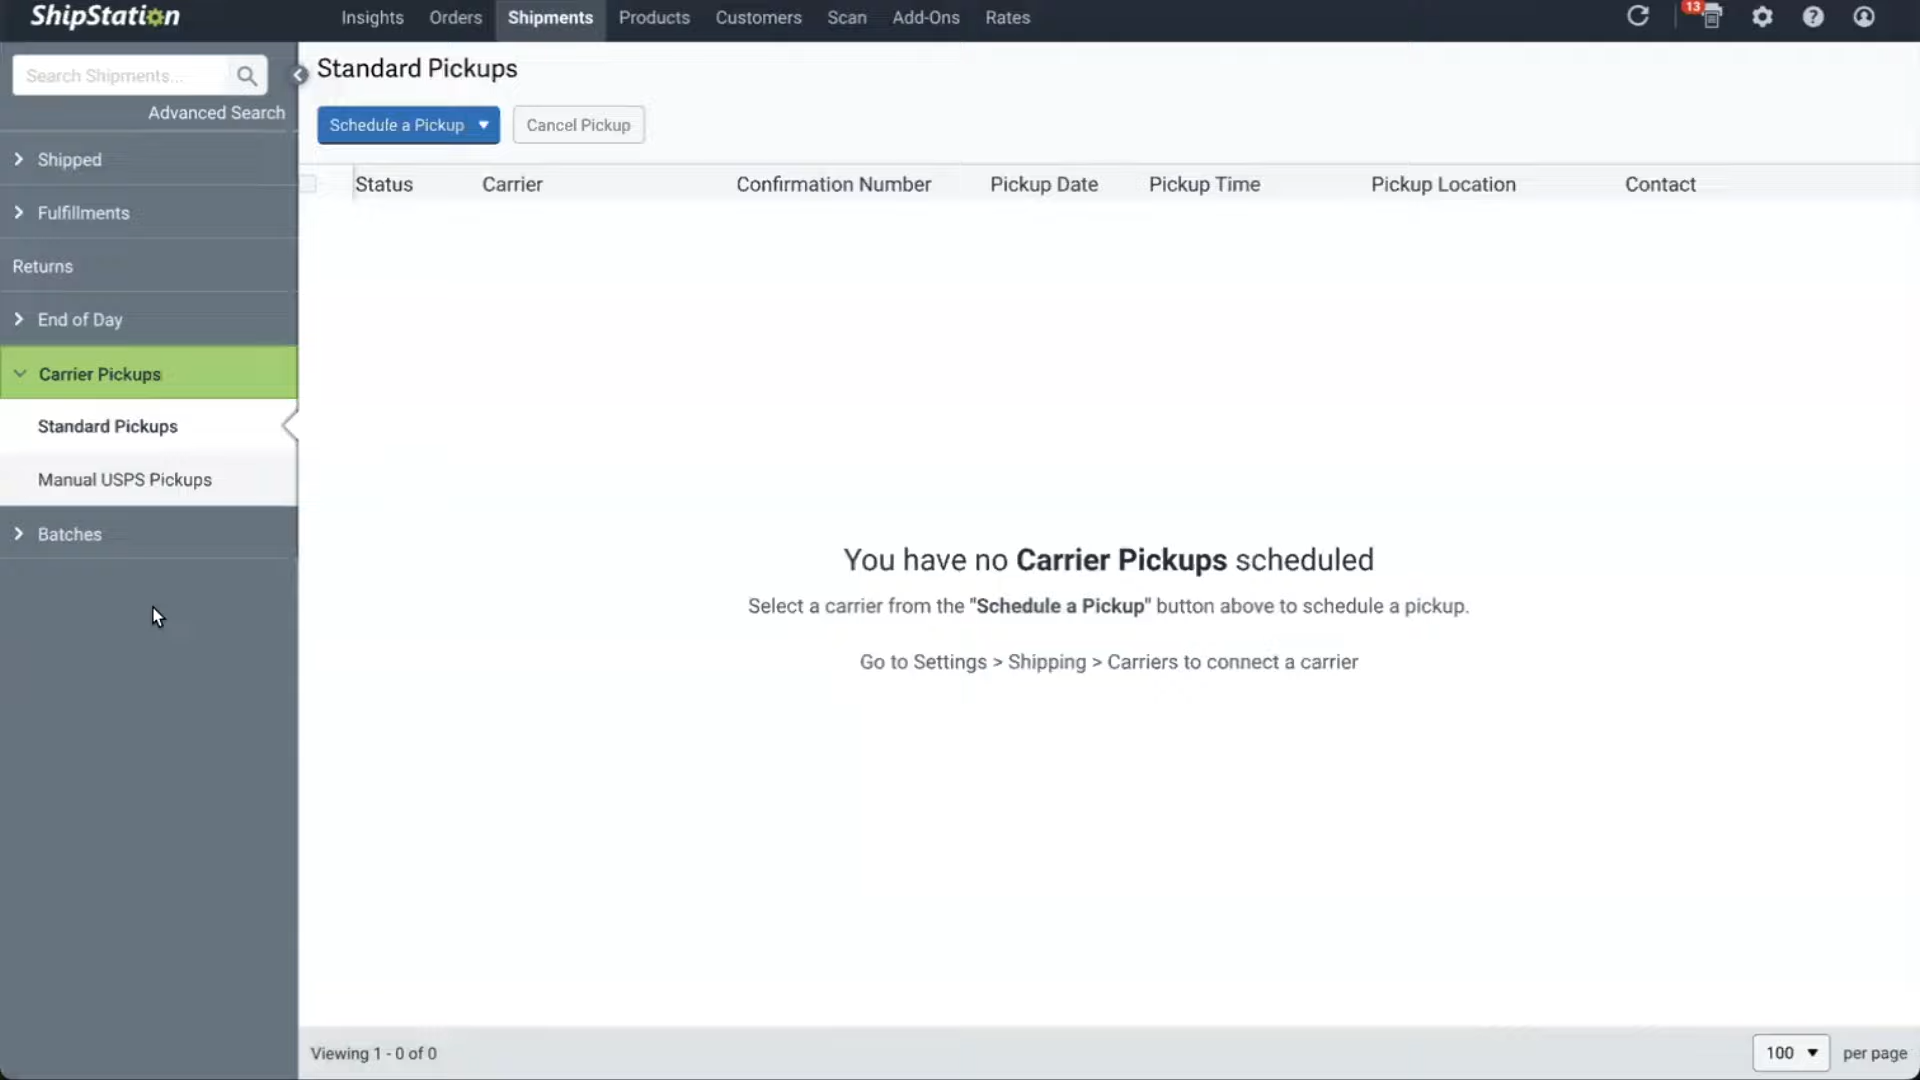 ShipStation
Insights Orders Shipments Products Customers Scan Add-Ons Rates
13
Search Shipments...
Advanced Search
Shipped
Fulfillments
Returns
End of Day
Carrier Pickups
Standard Pickups
Manual USPS Pickups
Batches
Standard Pickups
Schedule a Pickup
Cancel Pickup
Status Carrier Confirmation Number Pickup Date Pickup Time Pickup Location Contact
You have no Carrier Pickups scheduled
Select a carrier from the "Schedule a Pickup" button above to schedule a pickup.
Go to Settings > Shipping > Carriers to connect a carrier
Viewing 1 - 0 of 0
100 per page